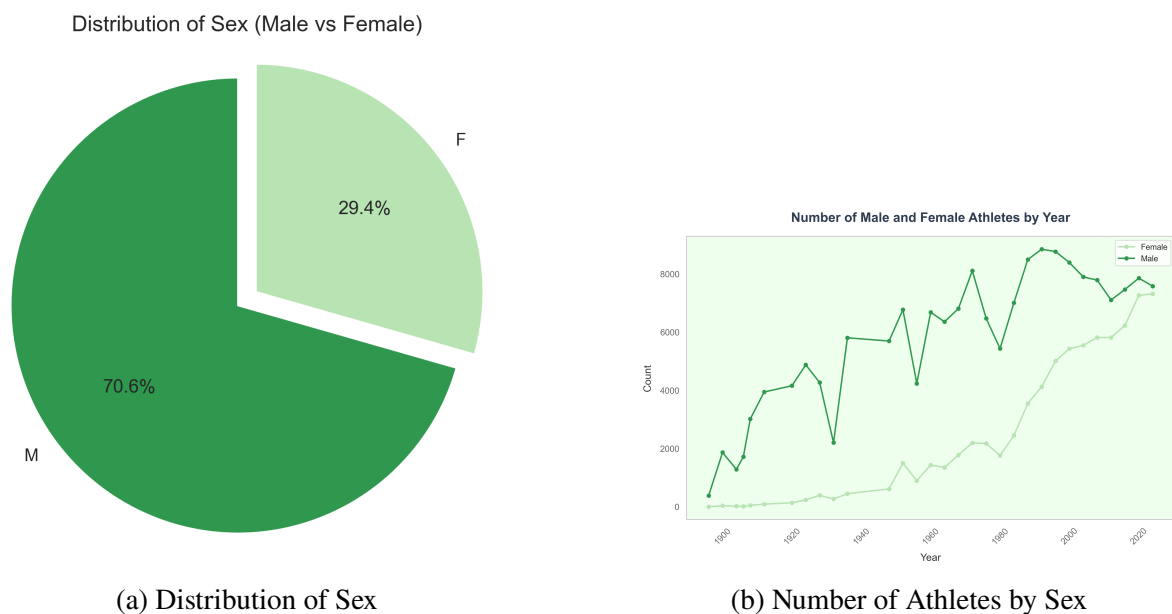 Distribution of Sex (Male vs Female)
F
29.4%
70.6%
M
(a) Distribution of Sex
Number of Male and Female Athletes by Year
Female
Male
8000
6000
4000
2000
0
Count
1900
1920
1940
1960
1980
2000
2020
Year
(b) Number of Athletes by Sex